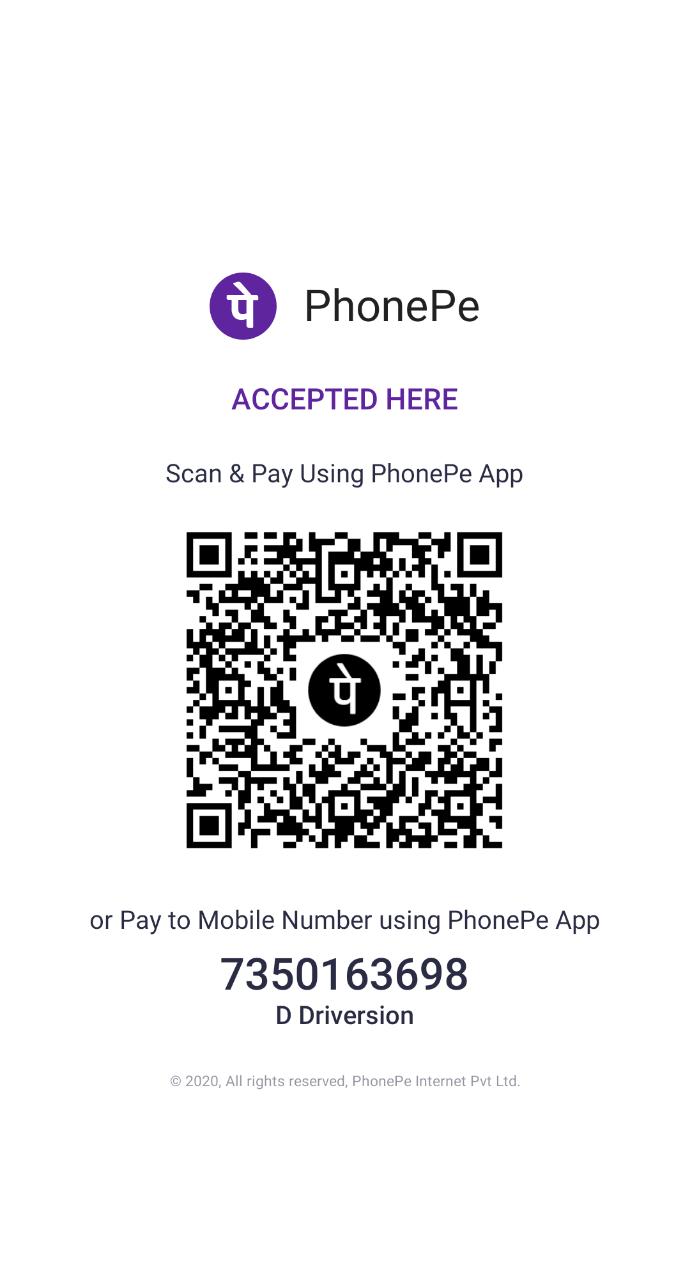 पे PhonePe
ACCEPTED HERE
Scan & Pay Using PhonePe App
पे
or Pay to Mobile Number using PhonePe App
7350163698
D Driversion
© 2020, All rights reserved, PhonePe Internet Pvt Ltd.